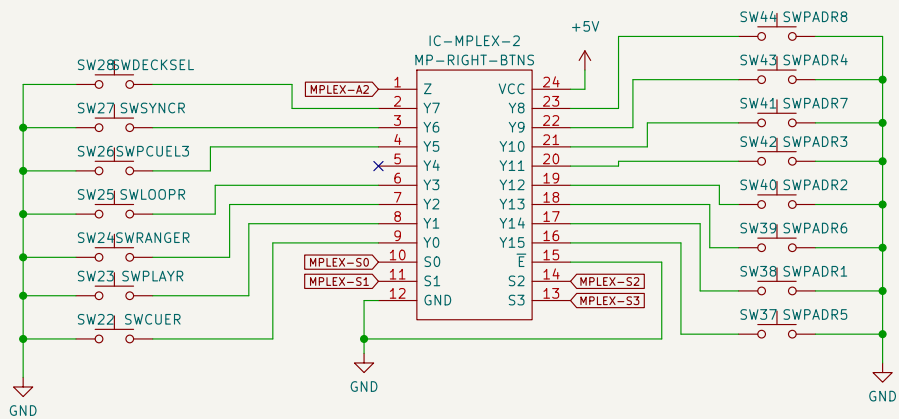 IC-MPLEX-2
MP-RIGHT-BTNS
+5V
SW28 SWDECKSEL
SW27 SWSYNCR
SW26 SWPCUEL3
SW25 SWLOOPR
SW24 SWRANGER
SW23 SWPLAYR
SW22 SWCUER
GND
MPLEX-A2 1 Z
2 Y7
3 Y6
4 Y5
5 Y4
6 Y3
7 Y2
8 Y1
9 Y0
MPLEX-S0 10 S0
MPLEX-S1 11 S1
12 GND
GND
VCC 24
Y8 23
Y9 22
Y10 21
Y11 20
Y12 19
Y13 18
Y14 17
Y15 16
E 15
S2 14 MPLEX-S2
S3 13 MPLEX-S3
SW44 SWPADR8
SW43 SWPADR4
SW41 SWPADR7
SW42 SWPADR3
SW40 SWPADR2
SW39 SWPADR6
SW38 SWPADR1
SW37 SWPADR5
GND